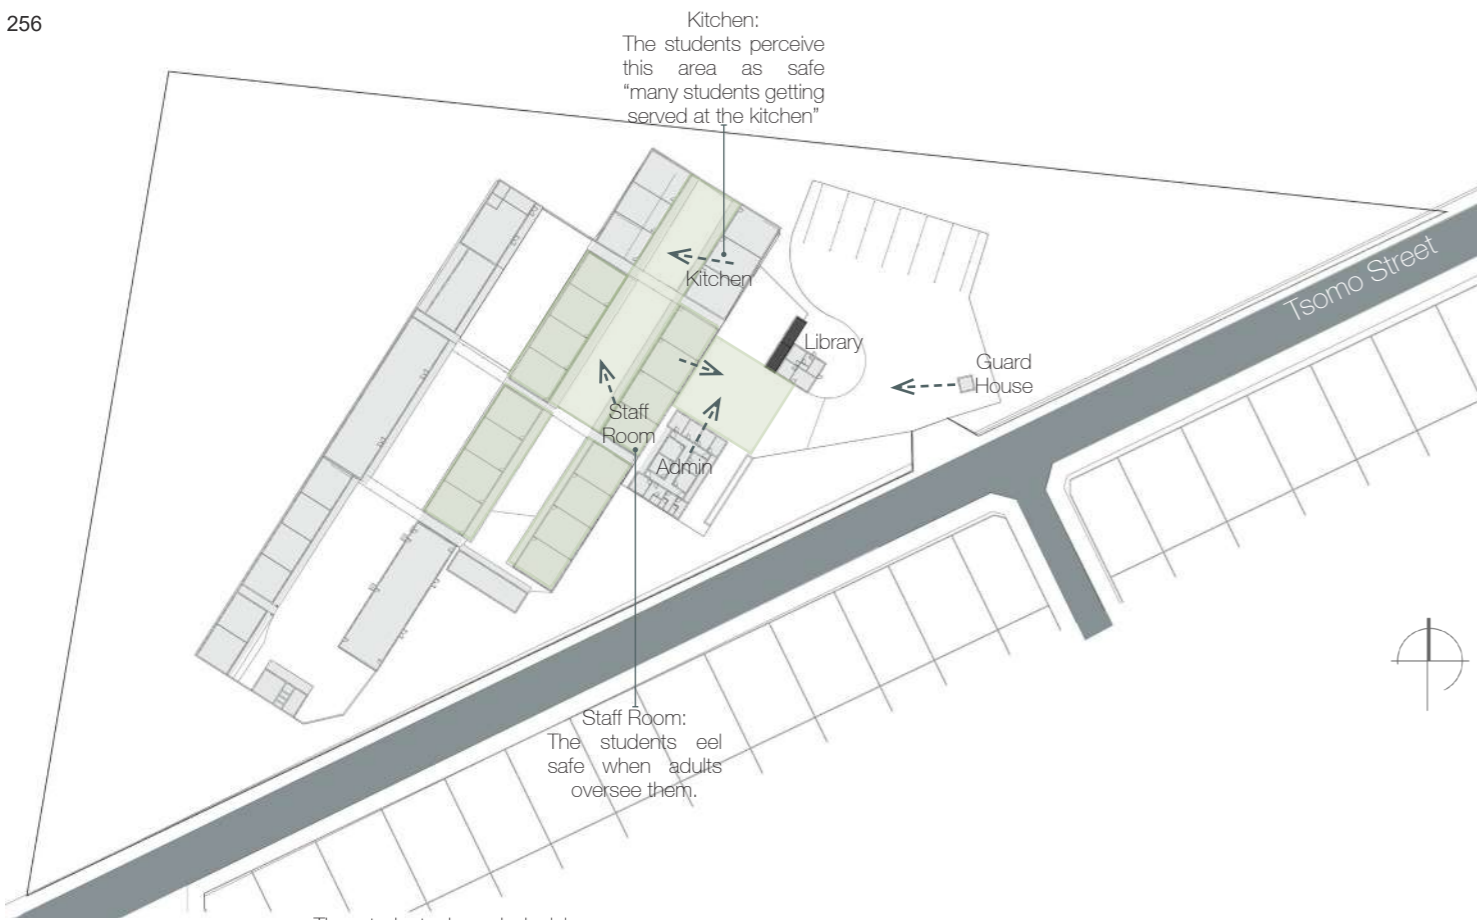 256
Kitchen:
The students perceive
this area as safe
“many students getting
served at the kitchen”
Kitchen
Library
Tsomo Street
Guard
House
Staff
Room
Admin
Staff Room:
The students eel
safe when adults
oversee them.